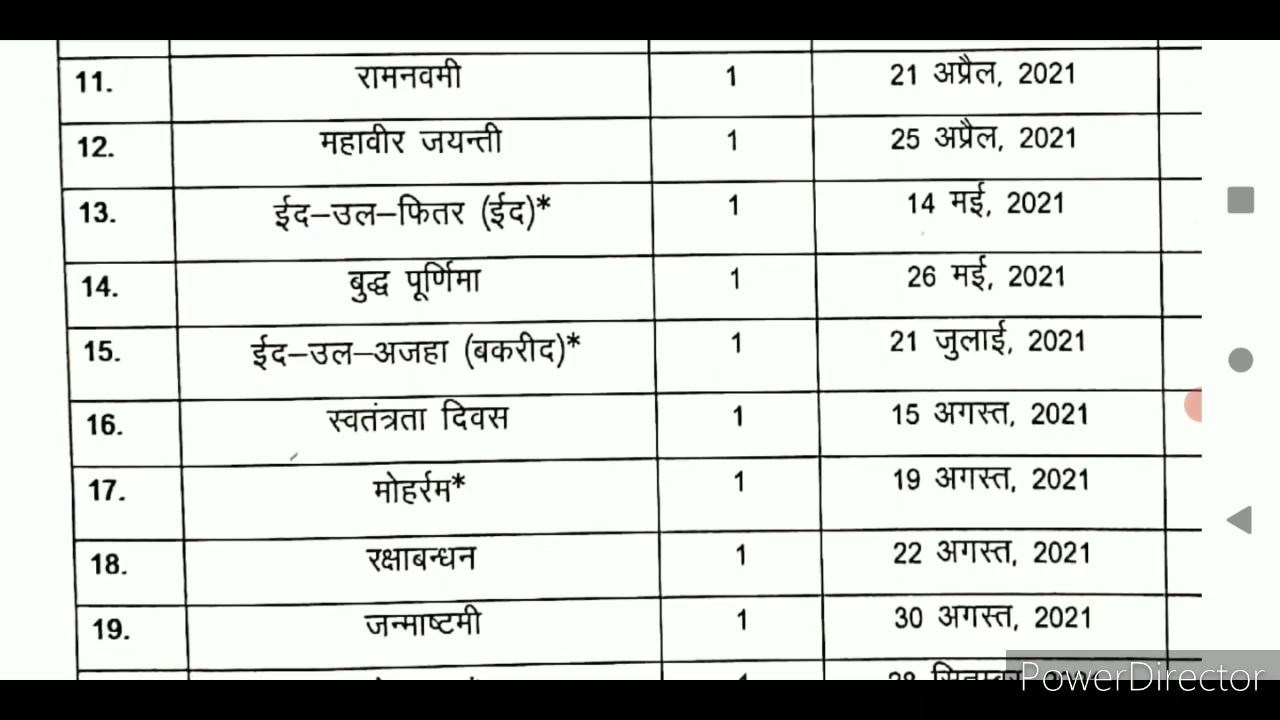 11. रामनवमी 1 21 अप्रैल, 2021
12. महावीर जयन्ती 1 25 अप्रैल, 2021
13. ईद–उल–फितर (ईद)* 1 14 मई, 2021
14. बुद्ध पूर्णिमा 1 26 मई, 2021
15. ईद–उल–अजहा (बकरीद)* 1 21 जुलाई, 2021
16. स्वतंत्रता दिवस 1 15 अगस्त, 2021
17. मोहर्रम* 1 19 अगस्त, 2021
18. रक्षाबन्धन 1 22 अगस्त, 2021
19. जन्माष्टमी 1 30 अगस्त, 2021
PowerDirector